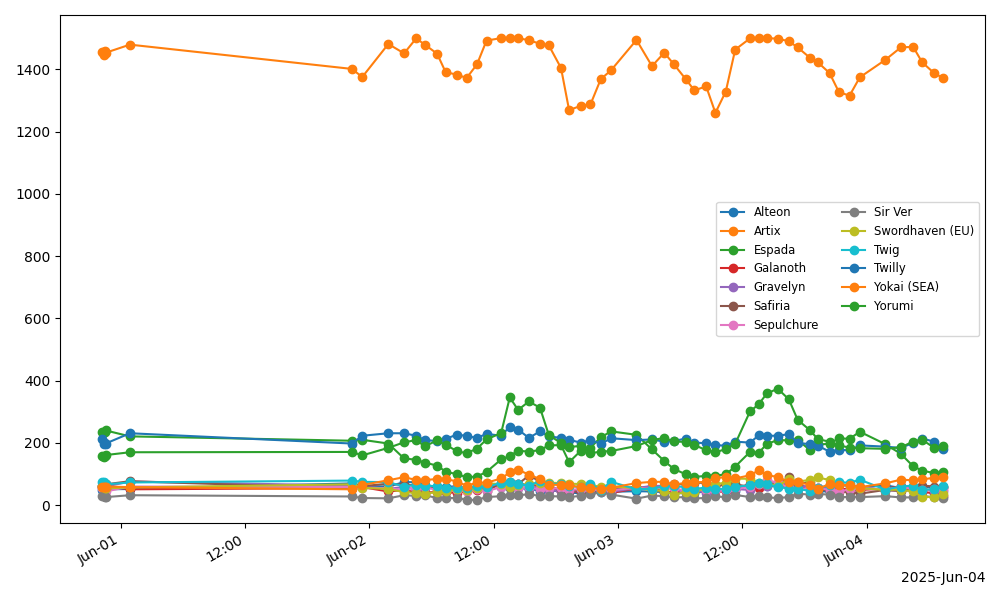 1400
1200
1000
800
600
400
200
0
Alteon
Artix
Espada
Galanoth
Gravelyn
Safiria
Sepulchure
Sir Ver
Swordhaven (EU)
Twig
Twilly
Yokai (SEA)
Yorumi
Jun-01
12:00
Jun-02
12:00
Jun-03
12:00
Jun-04
2025-Jun-04